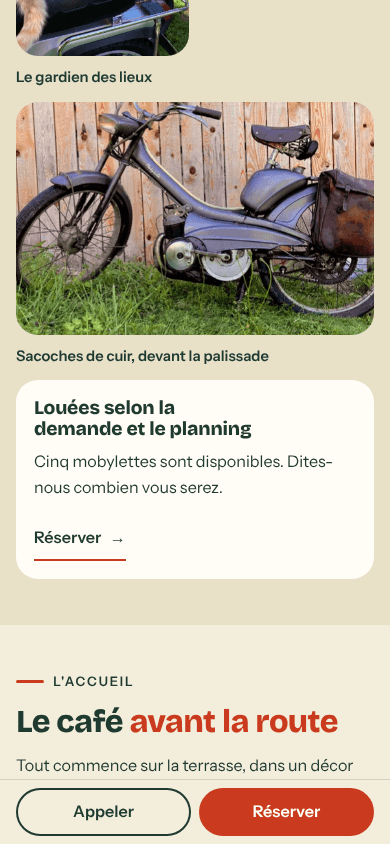 Le gardien des lieux
Sacoches de cuir, devant la palissade
Louées selon la
demande et le planning
Cinq mobylettes sont disponibles. Dites-
nous combien vous serez.
Réserver →
L'ACCUEIL
Le café avant la route
Tout commence sur la terrasse, dans un décor
Appeler
Réserver